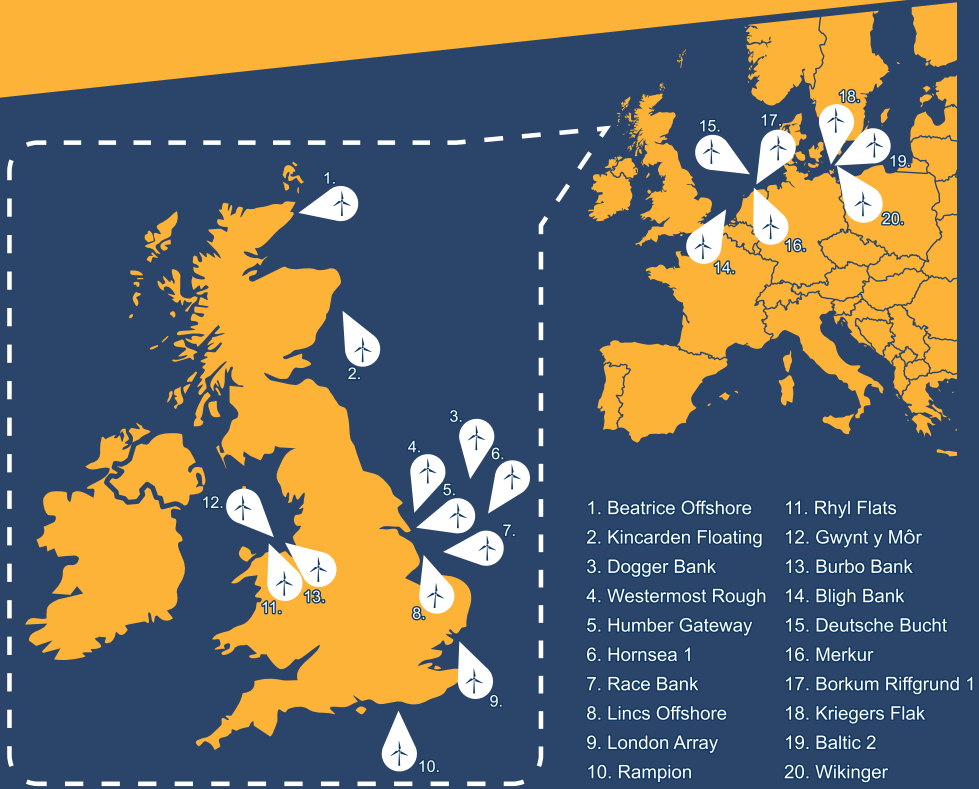 1.
2.
3.
4.
5.
6.
7.
8.
9.
10.
11.
12.
13.
14.
15.
16.
17.
18.
19.
20.
1. Beatrice Offshore
2. Kincarden Floating
3. Dogger Bank
4. Westermost Rough
5. Humber Gateway
6. Hornsea 1
7. Race Bank
8. Lincs Offshore
9. London Array
10. Rampion
11. Rhyl Flats
12. Gwynt y Môr
13. Burbo Bank
14. Bligh Bank
15. Deutsche Bucht
16. Merkur
17. Borkum Riffgrund 1
18. Kriegers Flak
19. Baltic 2
20. Wikinger